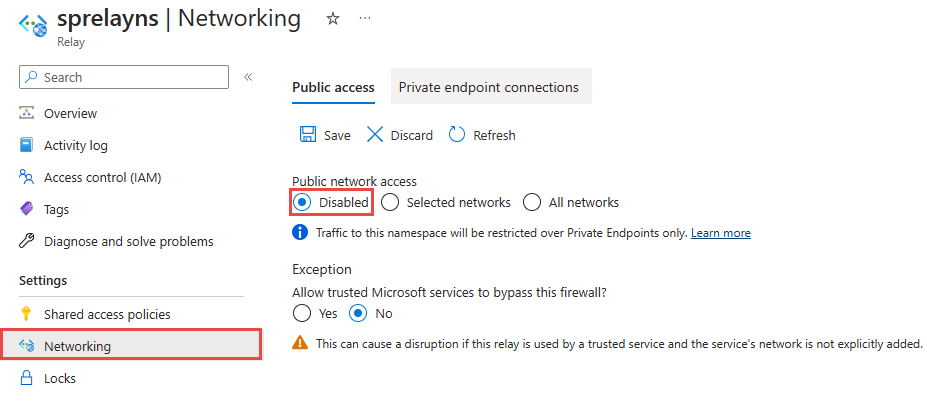 sprelayns | Networking
Relay
Search
Overview
Activity log
Access control (IAM)
Tags
Diagnose and solve problems
Settings
Shared access policies
Networking
Locks
Public access Private endpoint connections
Save Discard Refresh
Public network access
Disabled Selected networks All networks
Traffic to this namespace will be restricted over Private Endpoints only. Learn more
Exception
Allow trusted Microsoft services to bypass this firewall?
Yes No
This can cause a disruption if this relay is used by a trusted service and the service's network is not explicitly added.